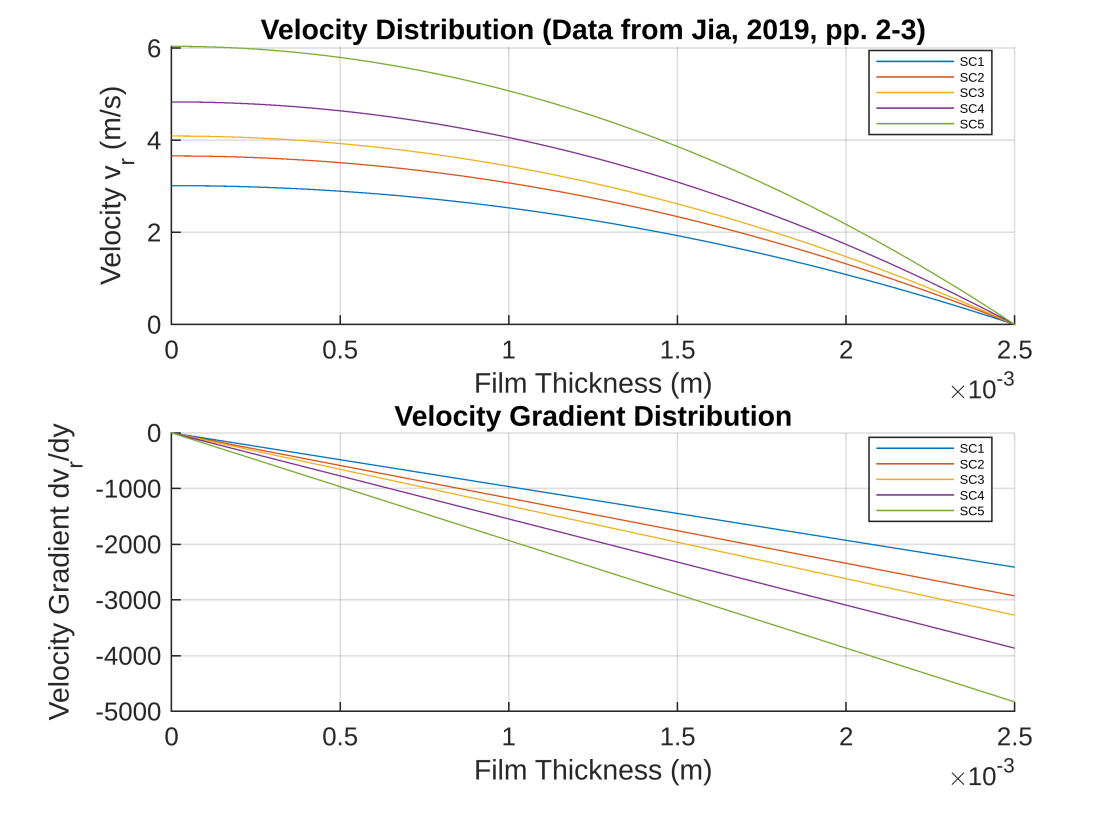 Velocity Distribution (Data from Jia, 2019, pp. 2-3)
Velocity v_r (m/s)
6
4
2
0
SC1
SC2
SC3
SC4
SC5
0 0.5 1 1.5 2 2.5
Film Thickness (m)
×10^-3
Velocity Gradient Distribution
Velocity Gradient dv_r/dy
0
-1000
-2000
-3000
-4000
-5000
SC1
SC2
SC3
SC4
SC5
0 0.5 1 1.5 2 2.5
Film Thickness (m)
×10^-3